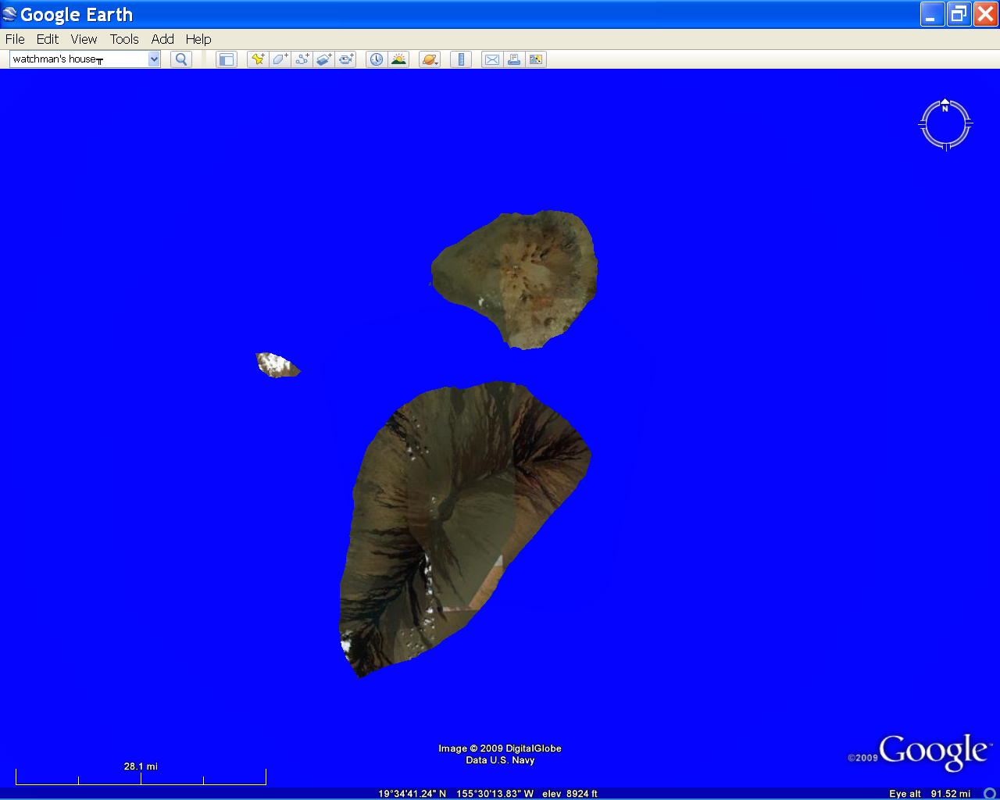 Google Earth
File Edit View Tools Add Help
watchman's house╥
N
28.1 mi
Image © 2009 DigitalGlobe
Data U.S. Navy
©2009 Google™
19°34'41.24" N 155°30'13.83" W elev 8924 ft
Eye alt 91.52 mi